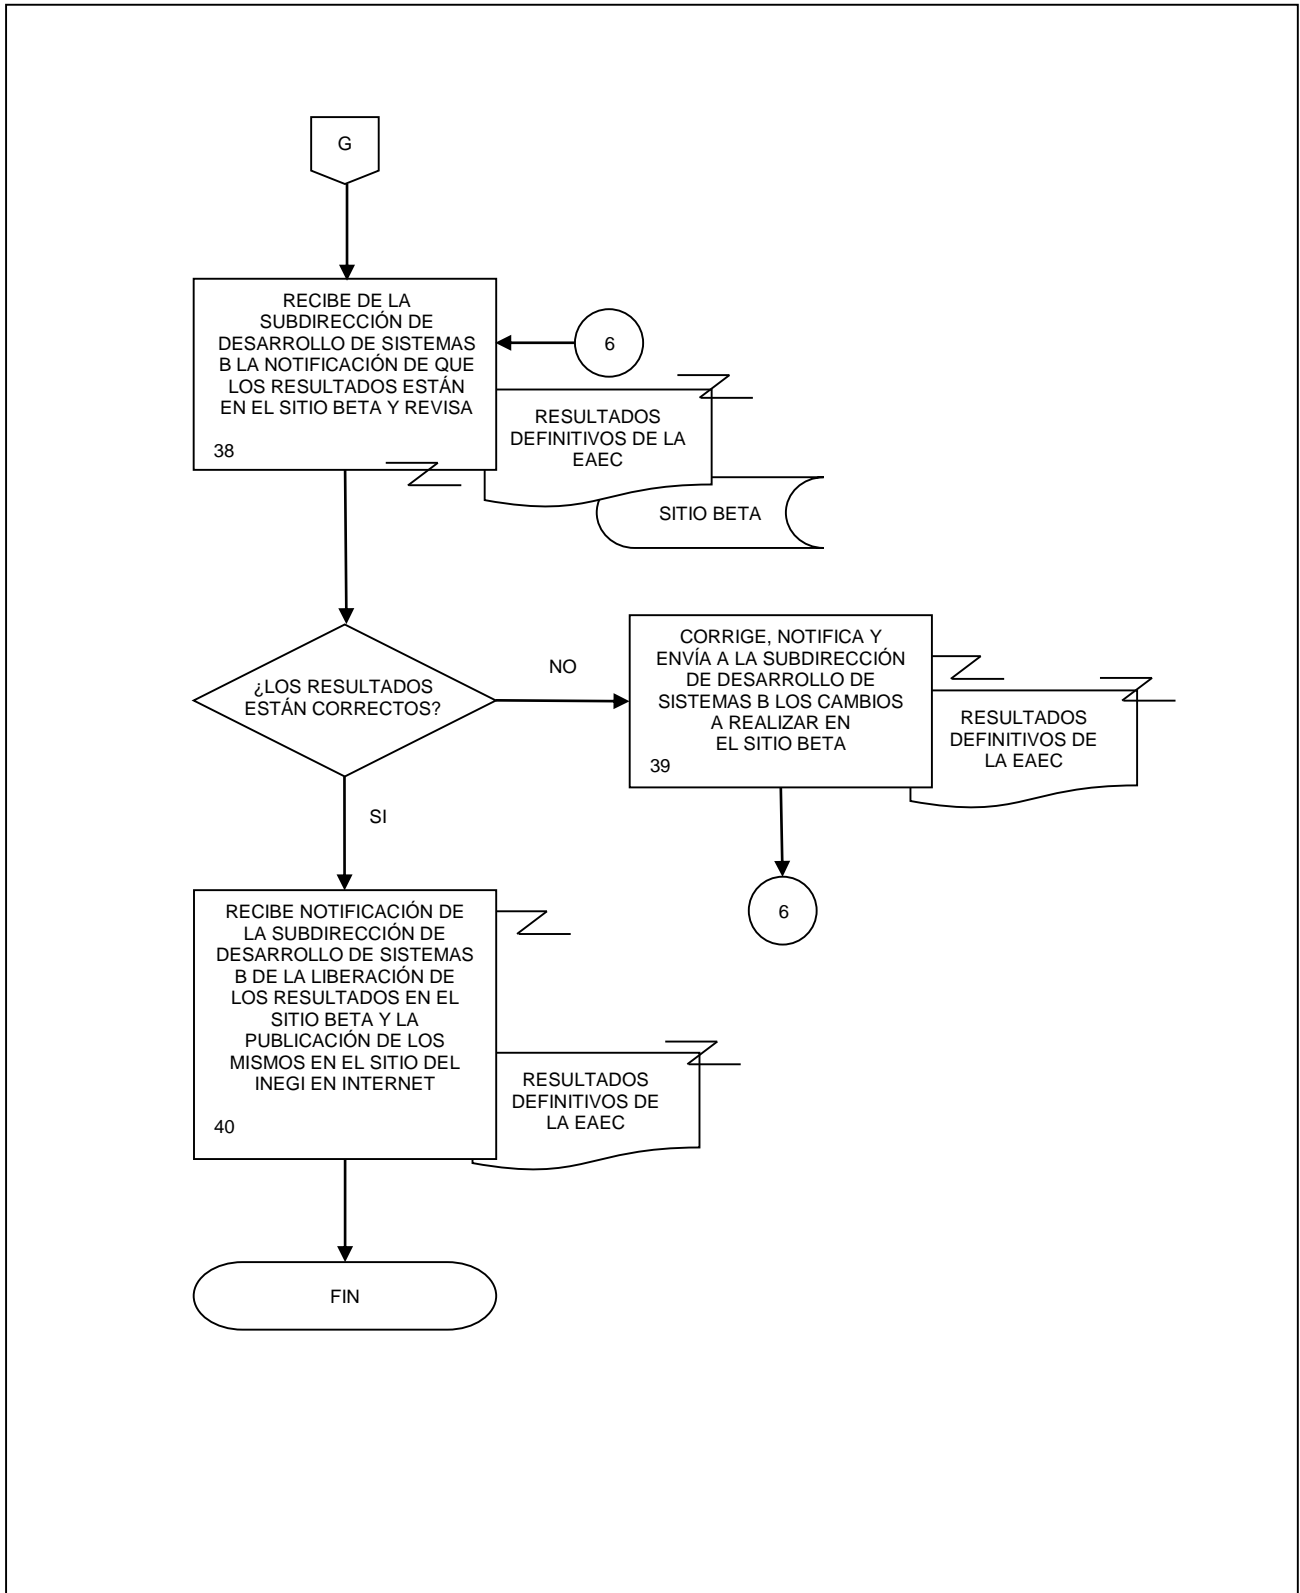 G
RECIBE DE LA
SUBDIRECCIÓN DE
DESARROLLO DE SISTEMAS
B LA NOTIFICACIÓN DE QUE
LOS RESULTADOS ESTÁN
EN EL SITIO BETA Y REVISA
38
6
RESULTADOS
DEFINITIVOS DE LA
EAEC
SITIO BETA
¿LOS RESULTADOS
ESTÁN CORRECTOS?
NO
CORRIGE, NOTIFICA Y
ENVÍA A LA SUBDIRECCIÓN
DE DESARROLLO DE
SISTEMAS B LOS CAMBIOS
A REALIZAR EN
EL SITIO BETA
39
RESULTADOS
DEFINITIVOS DE
LA EAEC
6
SI
RECIBE NOTIFICACIÓN DE
LA SUBDIRECCIÓN DE
DESARROLLO DE SISTEMAS
B DE LA LIBERACIÓN DE
LOS RESULTADOS EN EL
SITIO BETA Y LA
PUBLICACIÓN DE LOS
MISMOS EN EL SITIO DEL
INEGI EN INTERNET
40
RESULTADOS
DEFINITIVOS DE
LA EAEC
FIN